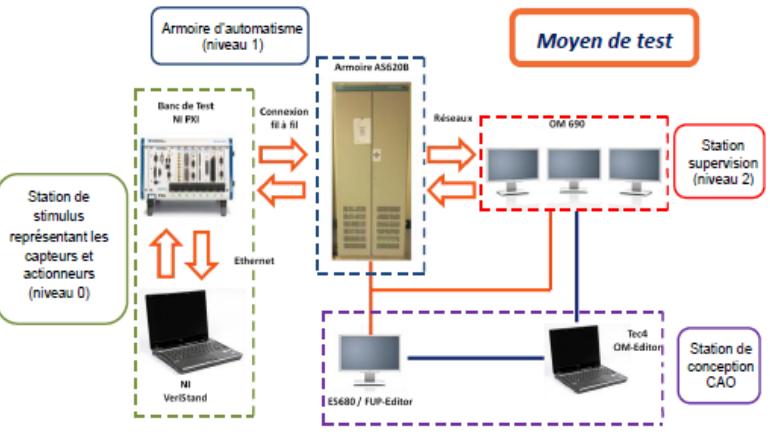 Armoire d'automatisme
(niveau 1)
Moyen de test
Armoire AS620B
Banc de Test
NI PXI
Connexion
fil à fil
Réseaux
OM 690
Station
supervision
(niveau 2)
Station de
stimulus
représentant les
capteurs et
actionneurs
(niveau 0)
Ethernet
NI
VeriStand
Tec4
OM-Editor
ES680 / FUP-Editor
Station de
conception
CAO